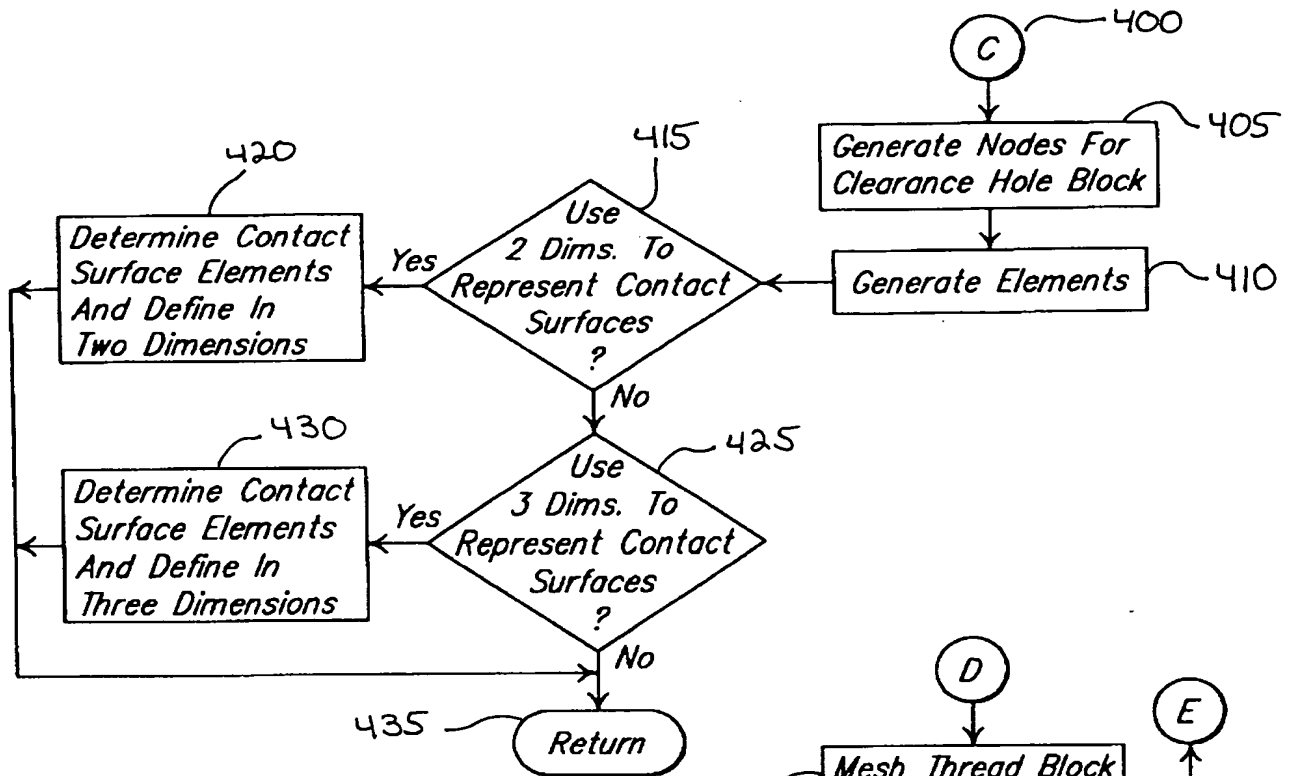 C
400
Generate Nodes For
Clearance Hole Block
405
Generate Elements
410
Use
2 Dims. To
Represent Contact
Surfaces
?
415
Yes
No
Determine Contact
Surface Elements
And Define In
Two Dimensions
420
Use
3 Dims. To
Represent Contact
Surfaces
?
425
Yes
No
Determine Contact
Surface Elements
And Define In
Three Dimensions
430
Return
435
D
E
Mesh Thread Block